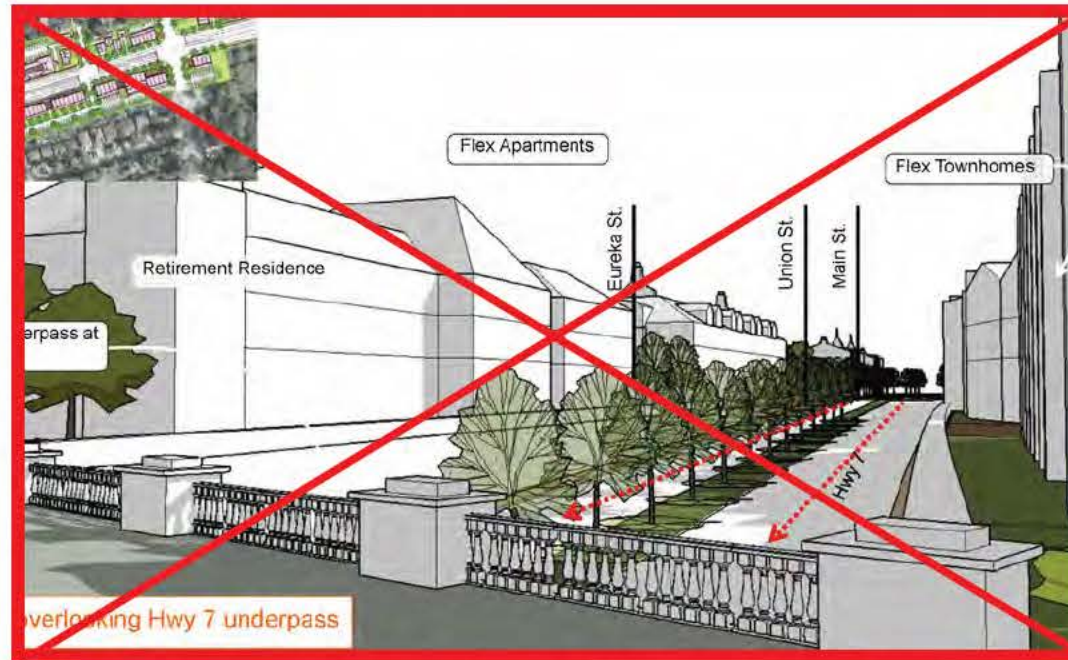 Flex Apartments
Flex Townhomes
Eureka St.
Union St.
Main St.
Retirement Residence
erpass at
Hwy 7
overlooking Hwy 7 underpass